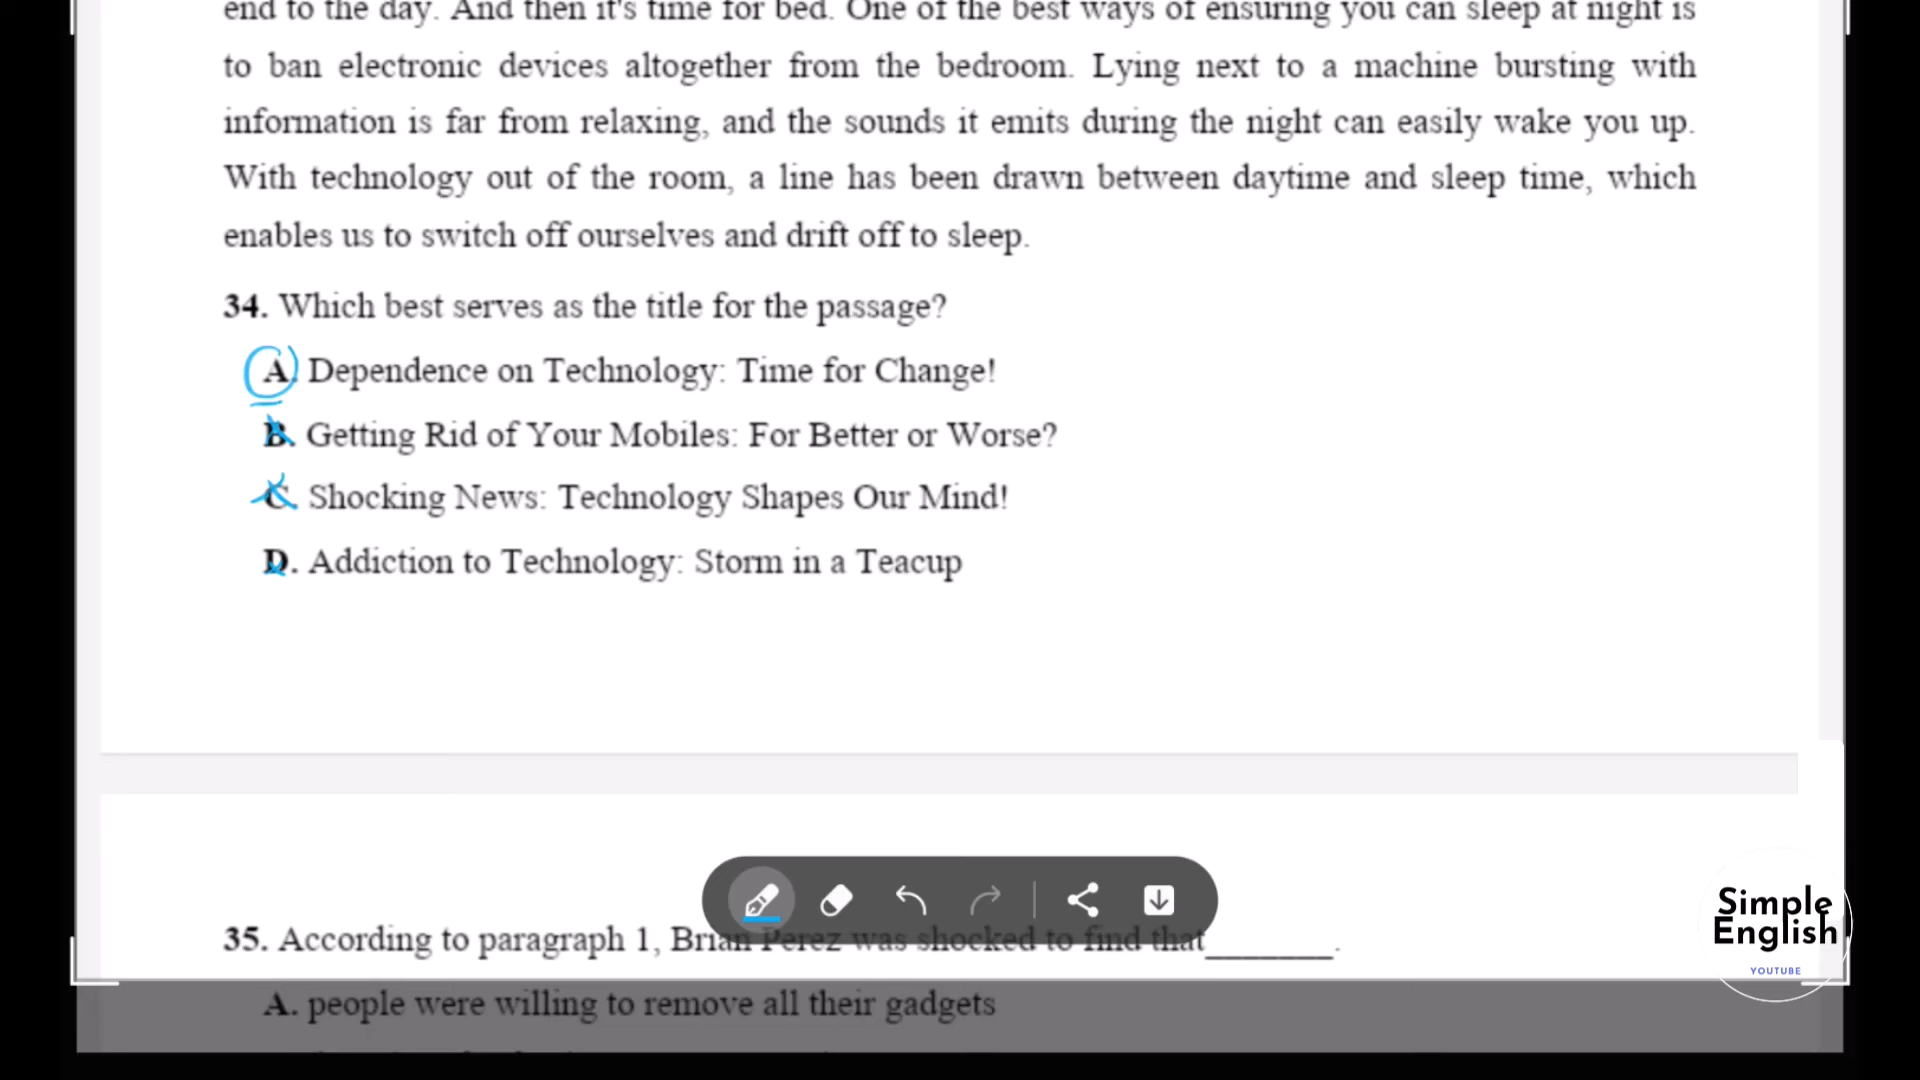 end to the day. And then it's time for bed. One of the best ways of ensuring you can sleep at night is
to ban electronic devices altogether from the bedroom. Lying next to a machine bursting with
information is far from relaxing, and the sounds it emits during the night can easily wake you up.
With technology out of the room, a line has been drawn between daytime and sleep time, which
enables us to switch off ourselves and drift off to sleep.
34. Which best serves as the title for the passage?
A. Dependence on Technology: Time for Change!
B. Getting Rid of Your Mobiles: For Better or Worse?
C. Shocking News: Technology Shapes Our Mind!
D. Addiction to Technology: Storm in a Teacup
35. According to paragraph 1, Brian Perez was shocked to find that_______.
A. people were willing to remove all their gadgets
Simple
English
YOUTUBE